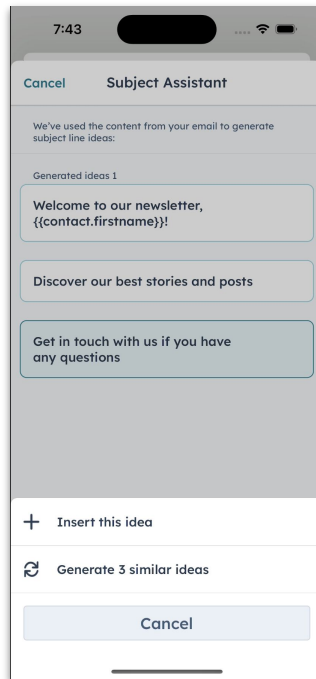 7:43
Cancel
Subject Assistant
We've used the content from your email to generate
subject line ideas:
Generated ideas 1
Welcome to our newsletter,
{{contact.firstname}}!
Discover our best stories and posts
Get in touch with us if you have
any questions
Insert this idea
Generate 3 similar ideas
Cancel